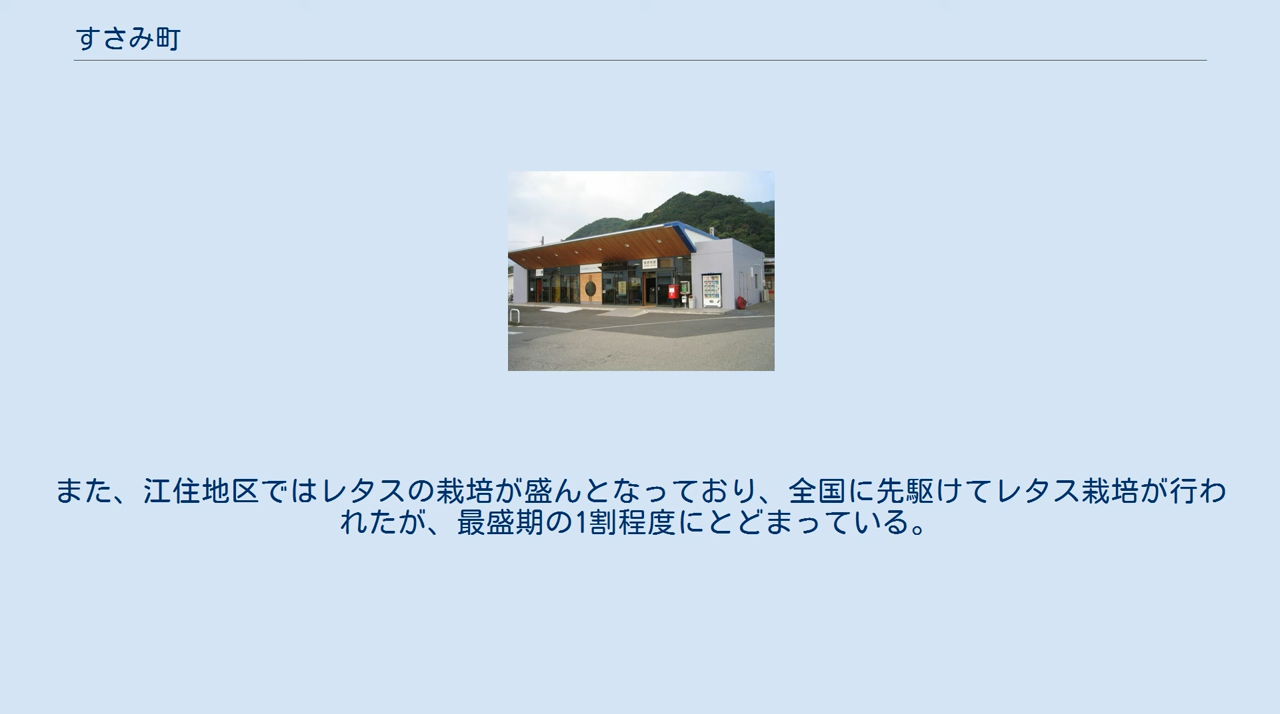 すさみ町
また、江住地区ではレタスの栽培が盛んとなっており、全国に先駆けてレタス栽培が行わ
れたが、最盛期の1割程度にとどまっている。